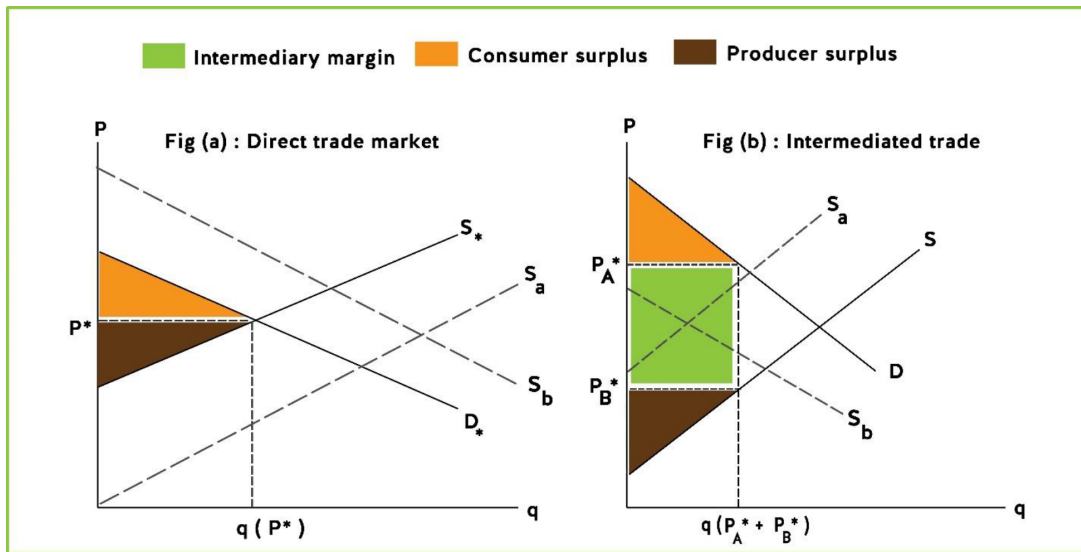 Intermediary margin
Consumer surplus
Producer surplus
P
Fig (a) : Direct trade market
S*
Sa
P*
Sb
D*
q
q ( P* )
P
Fig (b) : Intermediated trade
Sa
S
PA*
PB*
D
Sb
q
q (PA* + PB*)